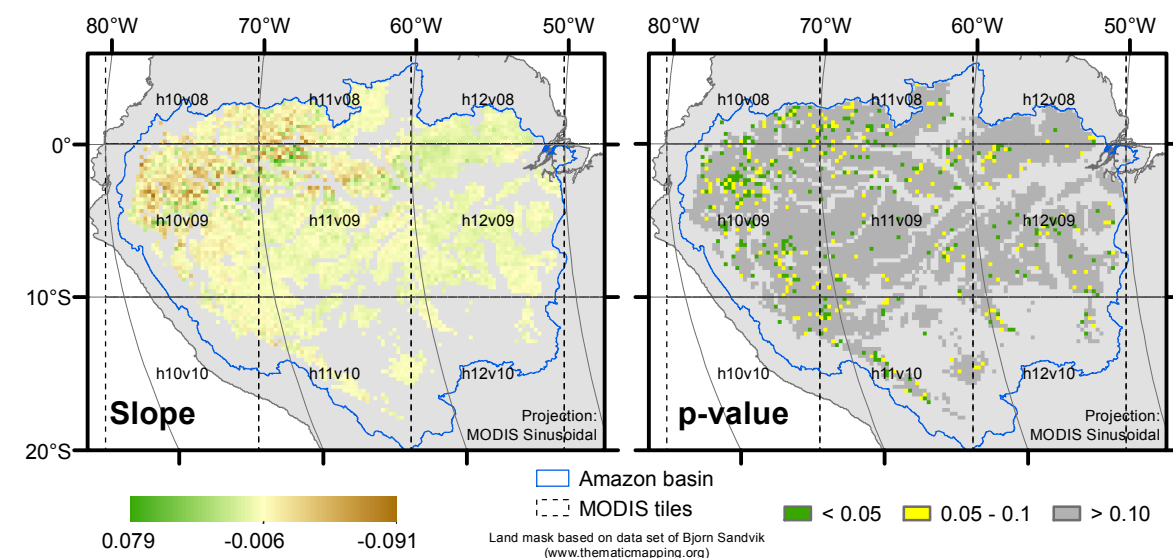 80°W 70°W 60°W 50°W 80°W 70°W 60°W 50°W
h10v08 h11v08 h12v08 h10v08 h11v08 h12v08
0°
h10v09 h11v09 h12v09 h10v09 h11v09 h12v09
10°S
h10v10 h11v10 h12v10 h10v10 h11v10 h12v10
Slope
Projection:
MODIS Sinusoidal
p-value
Projection:
MODIS Sinusoidal
20°S
Amazon basin
MODIS tiles
0.079 -0.006 -0.091
Land mask based on data set of Bjorn Sandvik
(www.thematicmapping.org)
< 0.05 0.05 - 0.1 > 0.10